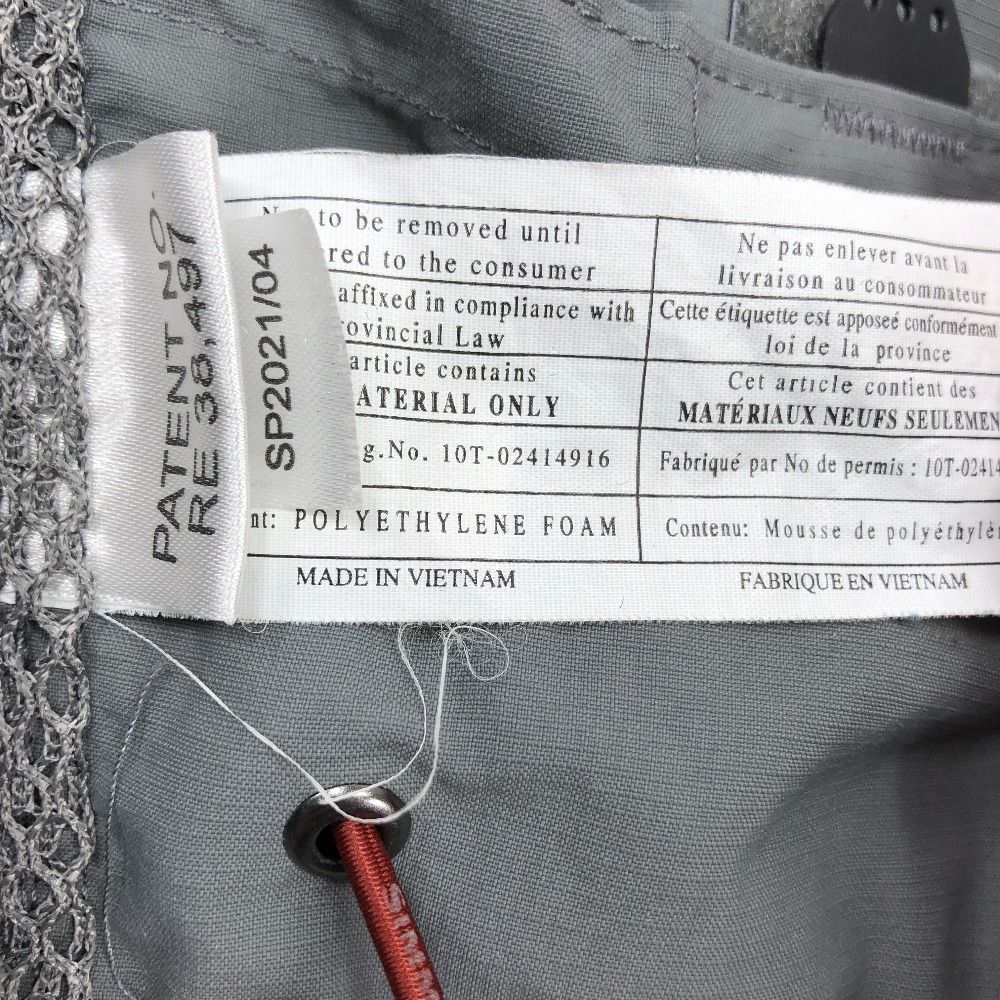 PATENT NO.
RE 38,497
SP2021/04
to be removed until
red to the consumer
affixed in compliance with
ovincial Law
article contains
ATERIAL ONLY
g.No. 10T-02414916
nt: POLYETHYLENE FOAM
MADE IN VIETNAM
Ne pas enlever avant la
livraison au consommateur
Cette étiquette est apposeé conformément
loi de la province
Cet article contient des
MATÉRIAUX NEUFS SEULEMEN
Fabriqué par No de permis : 10T-02414
Contenu: Mousse de polyéthylèn
FABRIQUE EN VIETNAM
SIMM